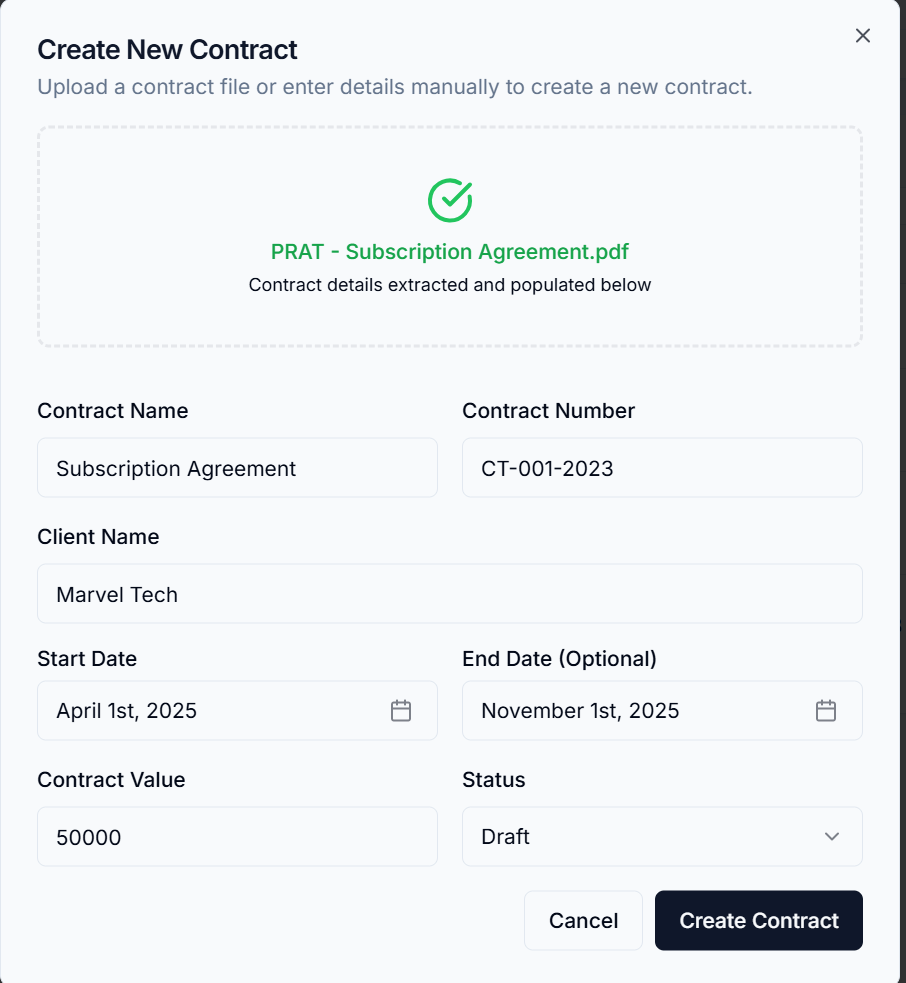 Create New Contract
Upload a contract file or enter details manually to create a new contract.
PRAT - Subscription Agreement.pdf
Contract details extracted and populated below
Contract Name
Contract Number
Subscription Agreement
CT-001-2023
Client Name
Marvel Tech
Start Date
End Date (Optional)
April 1st, 2025
November 1st, 2025
Contract Value
Status
50000
Draft
Cancel
Create Contract